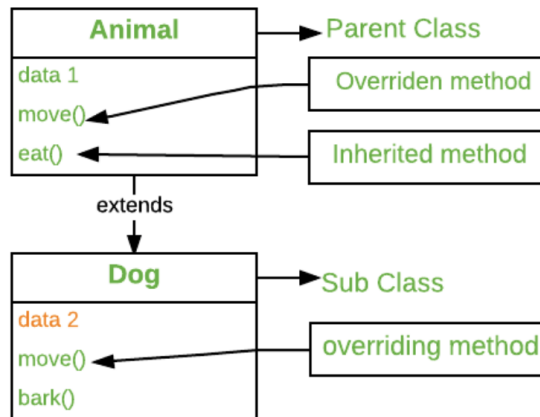 Animal
Parent Class
data 1
Overriden method
move()
eat()
Inherited method
extends
Dog
Sub Class
data 2
move()
overriding method
bark()